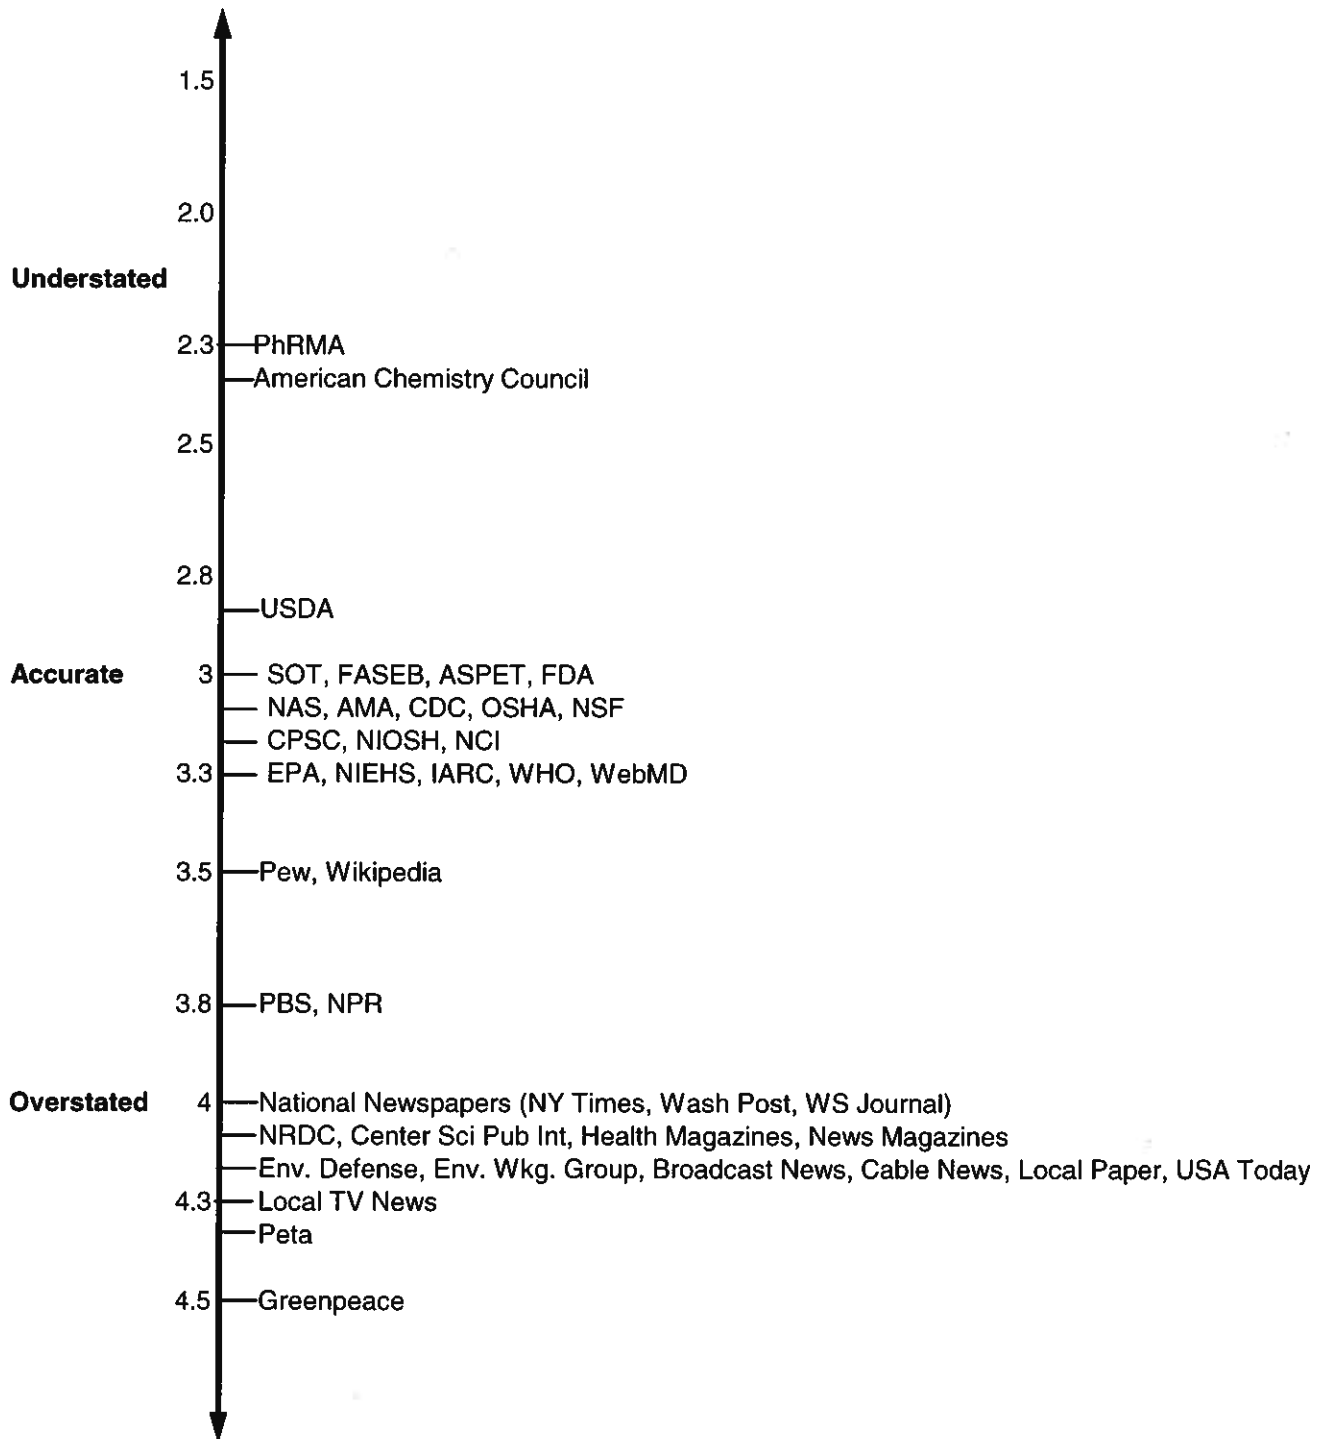 1.5
2.0
Understated
2.3 PhRMA
American Chemistry Council
2.5
2.8
USDA
Accurate 3 SOT, FASEB, ASPET, FDA
NAS, AMA, CDC, OSHA, NSF
CPSC, NIOSH, NCI
3.3 EPA, NIEHS, IARC, WHO, WebMD
3.5 Pew, Wikipedia
3.8 PBS, NPR
Overstated 4 National Newspapers (NY Times, Wash Post, WS Journal)
NRDC, Center Sci Pub Int, Health Magazines, News Magazines
Env. Defense, Env. Wkg. Group, Broadcast News, Cable News, Local Paper, USA Today
4.3 Local TV News
Peta
4.5 Greenpeace